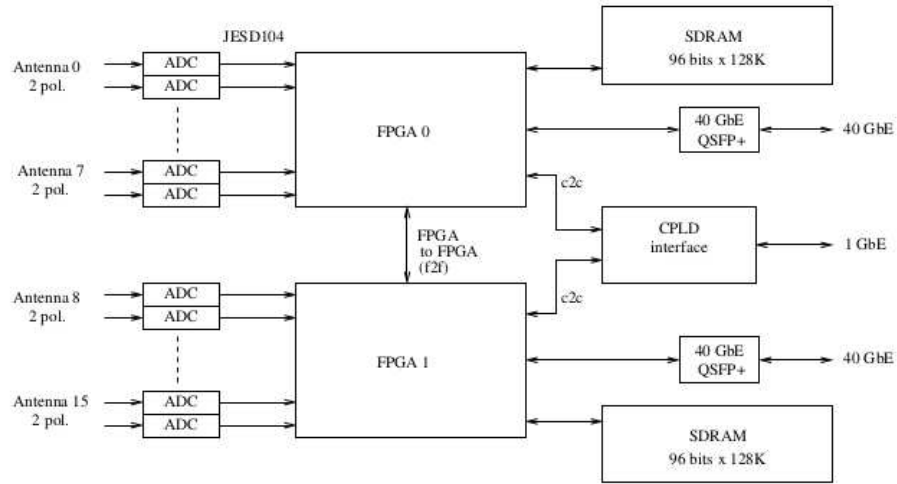 JESD104
SDRAM
96 bits x 128K
Antenna 0
2 pol.
ADC
ADC
FPGA 0
40 GbE
QSFP+
40 GbE
Antenna 7
2 pol.
ADC
ADC
c2c
FPGA
to FPGA
(f2f)
CPLD
interface
1 GbE
Antenna 8
2 pol.
ADC
ADC
c2c
FPGA 1
40 GbE
QSFP+
40 GbE
Antenna 15
2 pol.
ADC
ADC
SDRAM
96 bits x 128K